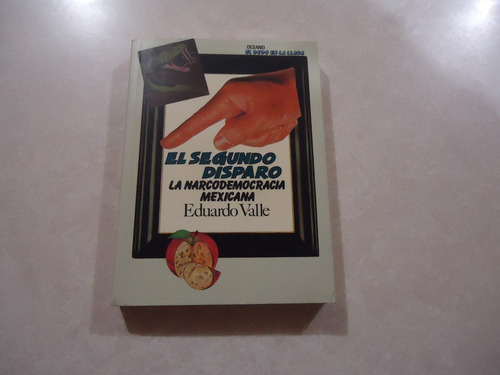 OCEANO
EL DEDO EN LA LLAGA
EL SEGUNDO
DISPARO
LA NARCODEMOCRACIA
MEXICANA
Eduardo Valle